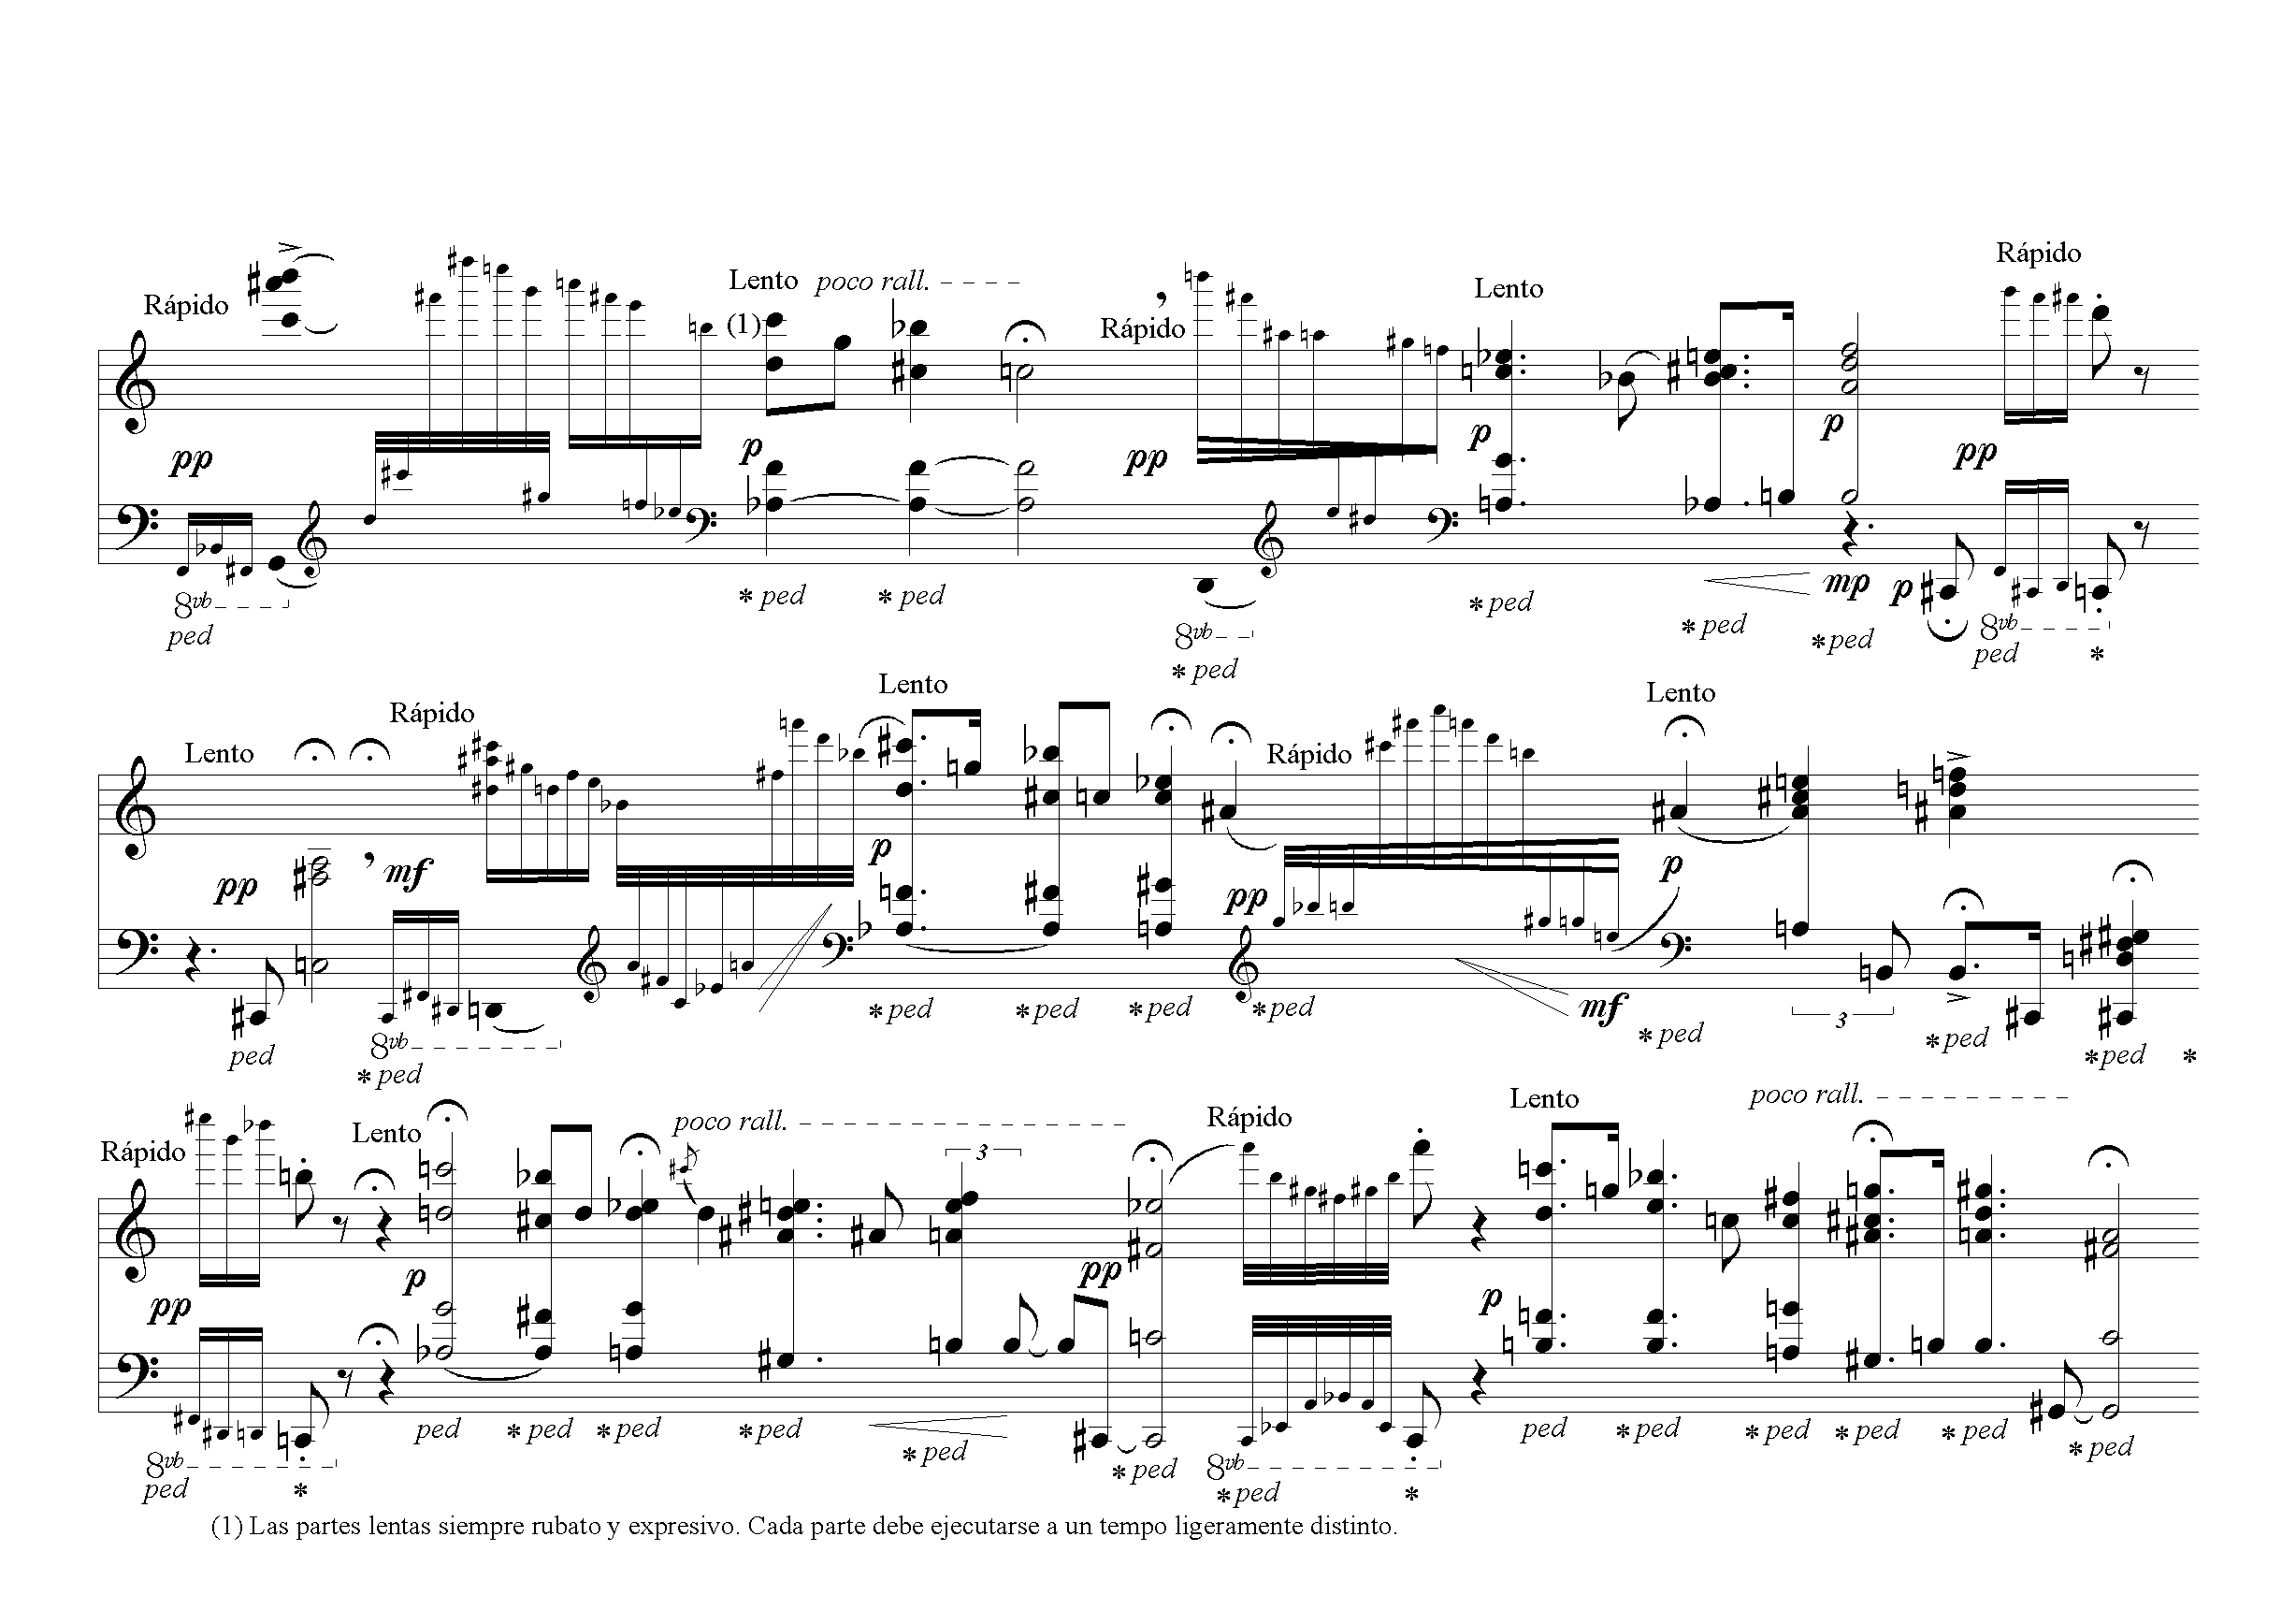 Rápido Lento poco rall. Rápido Lento Rápido
(1)
pp p pp p p pp
mp p
8vb ped * ped * ped 8vb * ped * ped * ped * ped 8vb ped *
Lento Rápido Lento Rápido Lento
pp mf p pp p
mf
3
ped 8vb * ped * ped * ped * ped * ped * ped * ped * ped *
Rápido Lento poco rall. Rápido Lento poco rall.
3
pp p pp p
8vb ped * ped * ped * ped * ped * ped * ped 8vb * ped * ped * ped * ped * ped * ped * ped
(1) Las partes lentas siempre rubato y expresivo. Cada parte debe ejecutarse a un tempo ligeramente distinto.